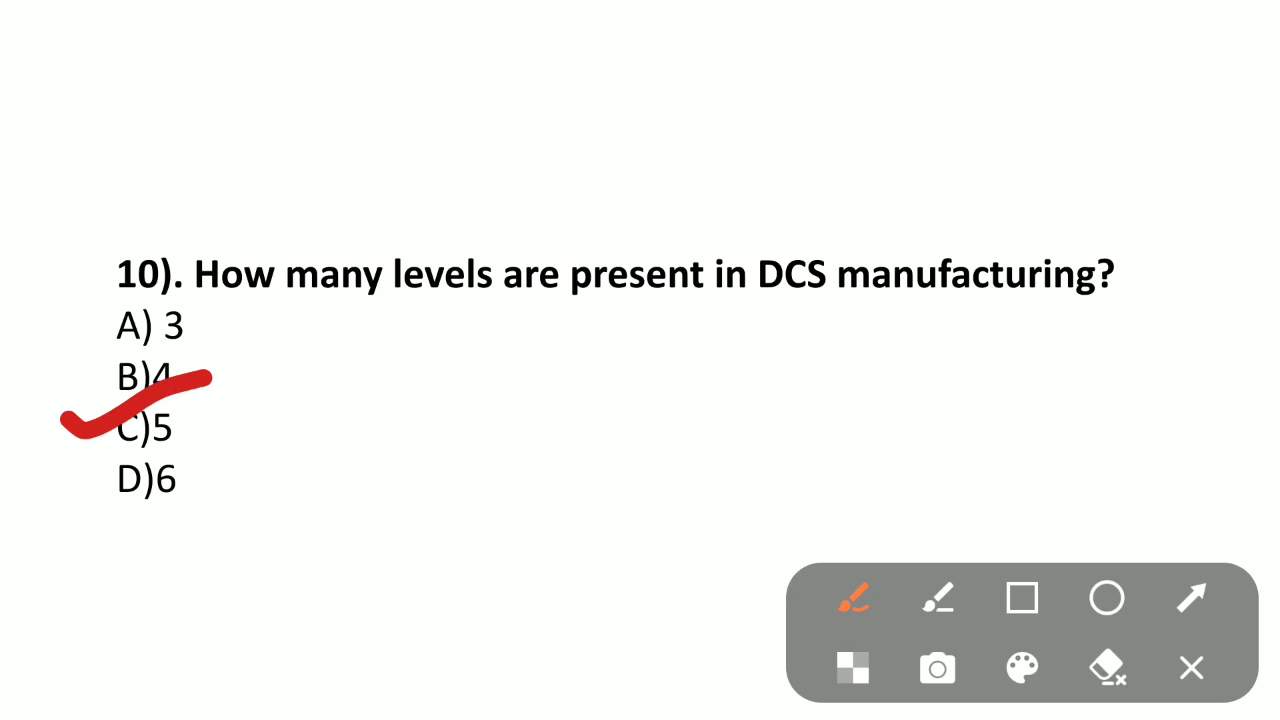 10). How many levels are present in DCS manufacturing?
A) 3
B)4
C)5
D)6